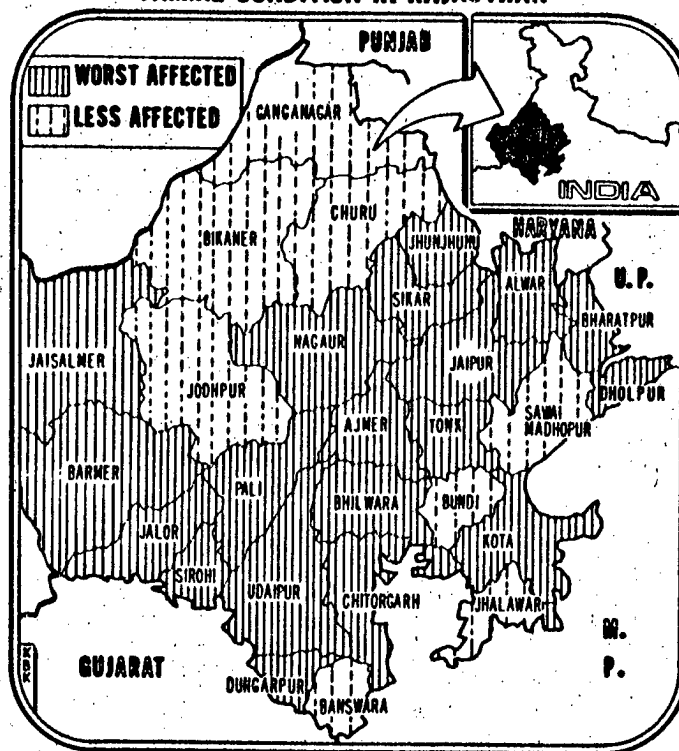 PUNJAB
WORST AFFECTED
LESS AFFECTED
GANGANAGAR
INDIA
CHURU
BIKANER
HARYANA
JHUNJHUNU
ALWAR
U.P.
SIKAR
BHARATPUR
NAGAUR
JAISALMER
JAIPUR
JODHPUR
DHOLPUR
AJMER
TONK
SAWAI
MADHOPUR
BARMER
PALI
BHILWARA
BUNDI
JALOR
KOTA
SIROHI
UDAIPUR
CHITORGARH
JHALAWAR
M.
P.
GUJARAT
DUNGARPUR
BANSWARA
KBK